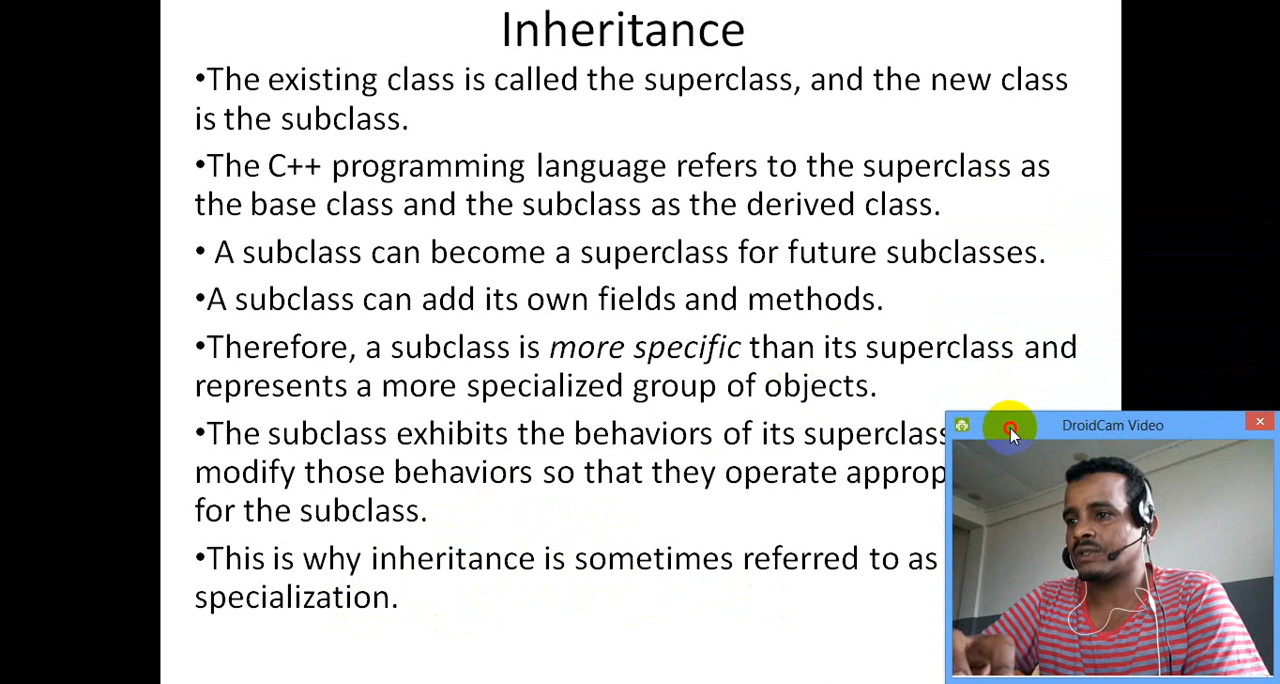 Inheritance
•The existing class is called the superclass, and the new class
is the subclass.
•The C++ programming language refers to the superclass as
the base class and the subclass as the derived class.
• A subclass can become a superclass for future subclasses.
•A subclass can add its own fields and methods.
•Therefore, a subclass is more specific than its superclass and
represents a more specialized group of objects.
•The subclass exhibits the behaviors of its superclass
modify those behaviors so that they operate approp
for the subclass.
•This is why inheritance is sometimes referred to as
specialization.
DroidCam Video